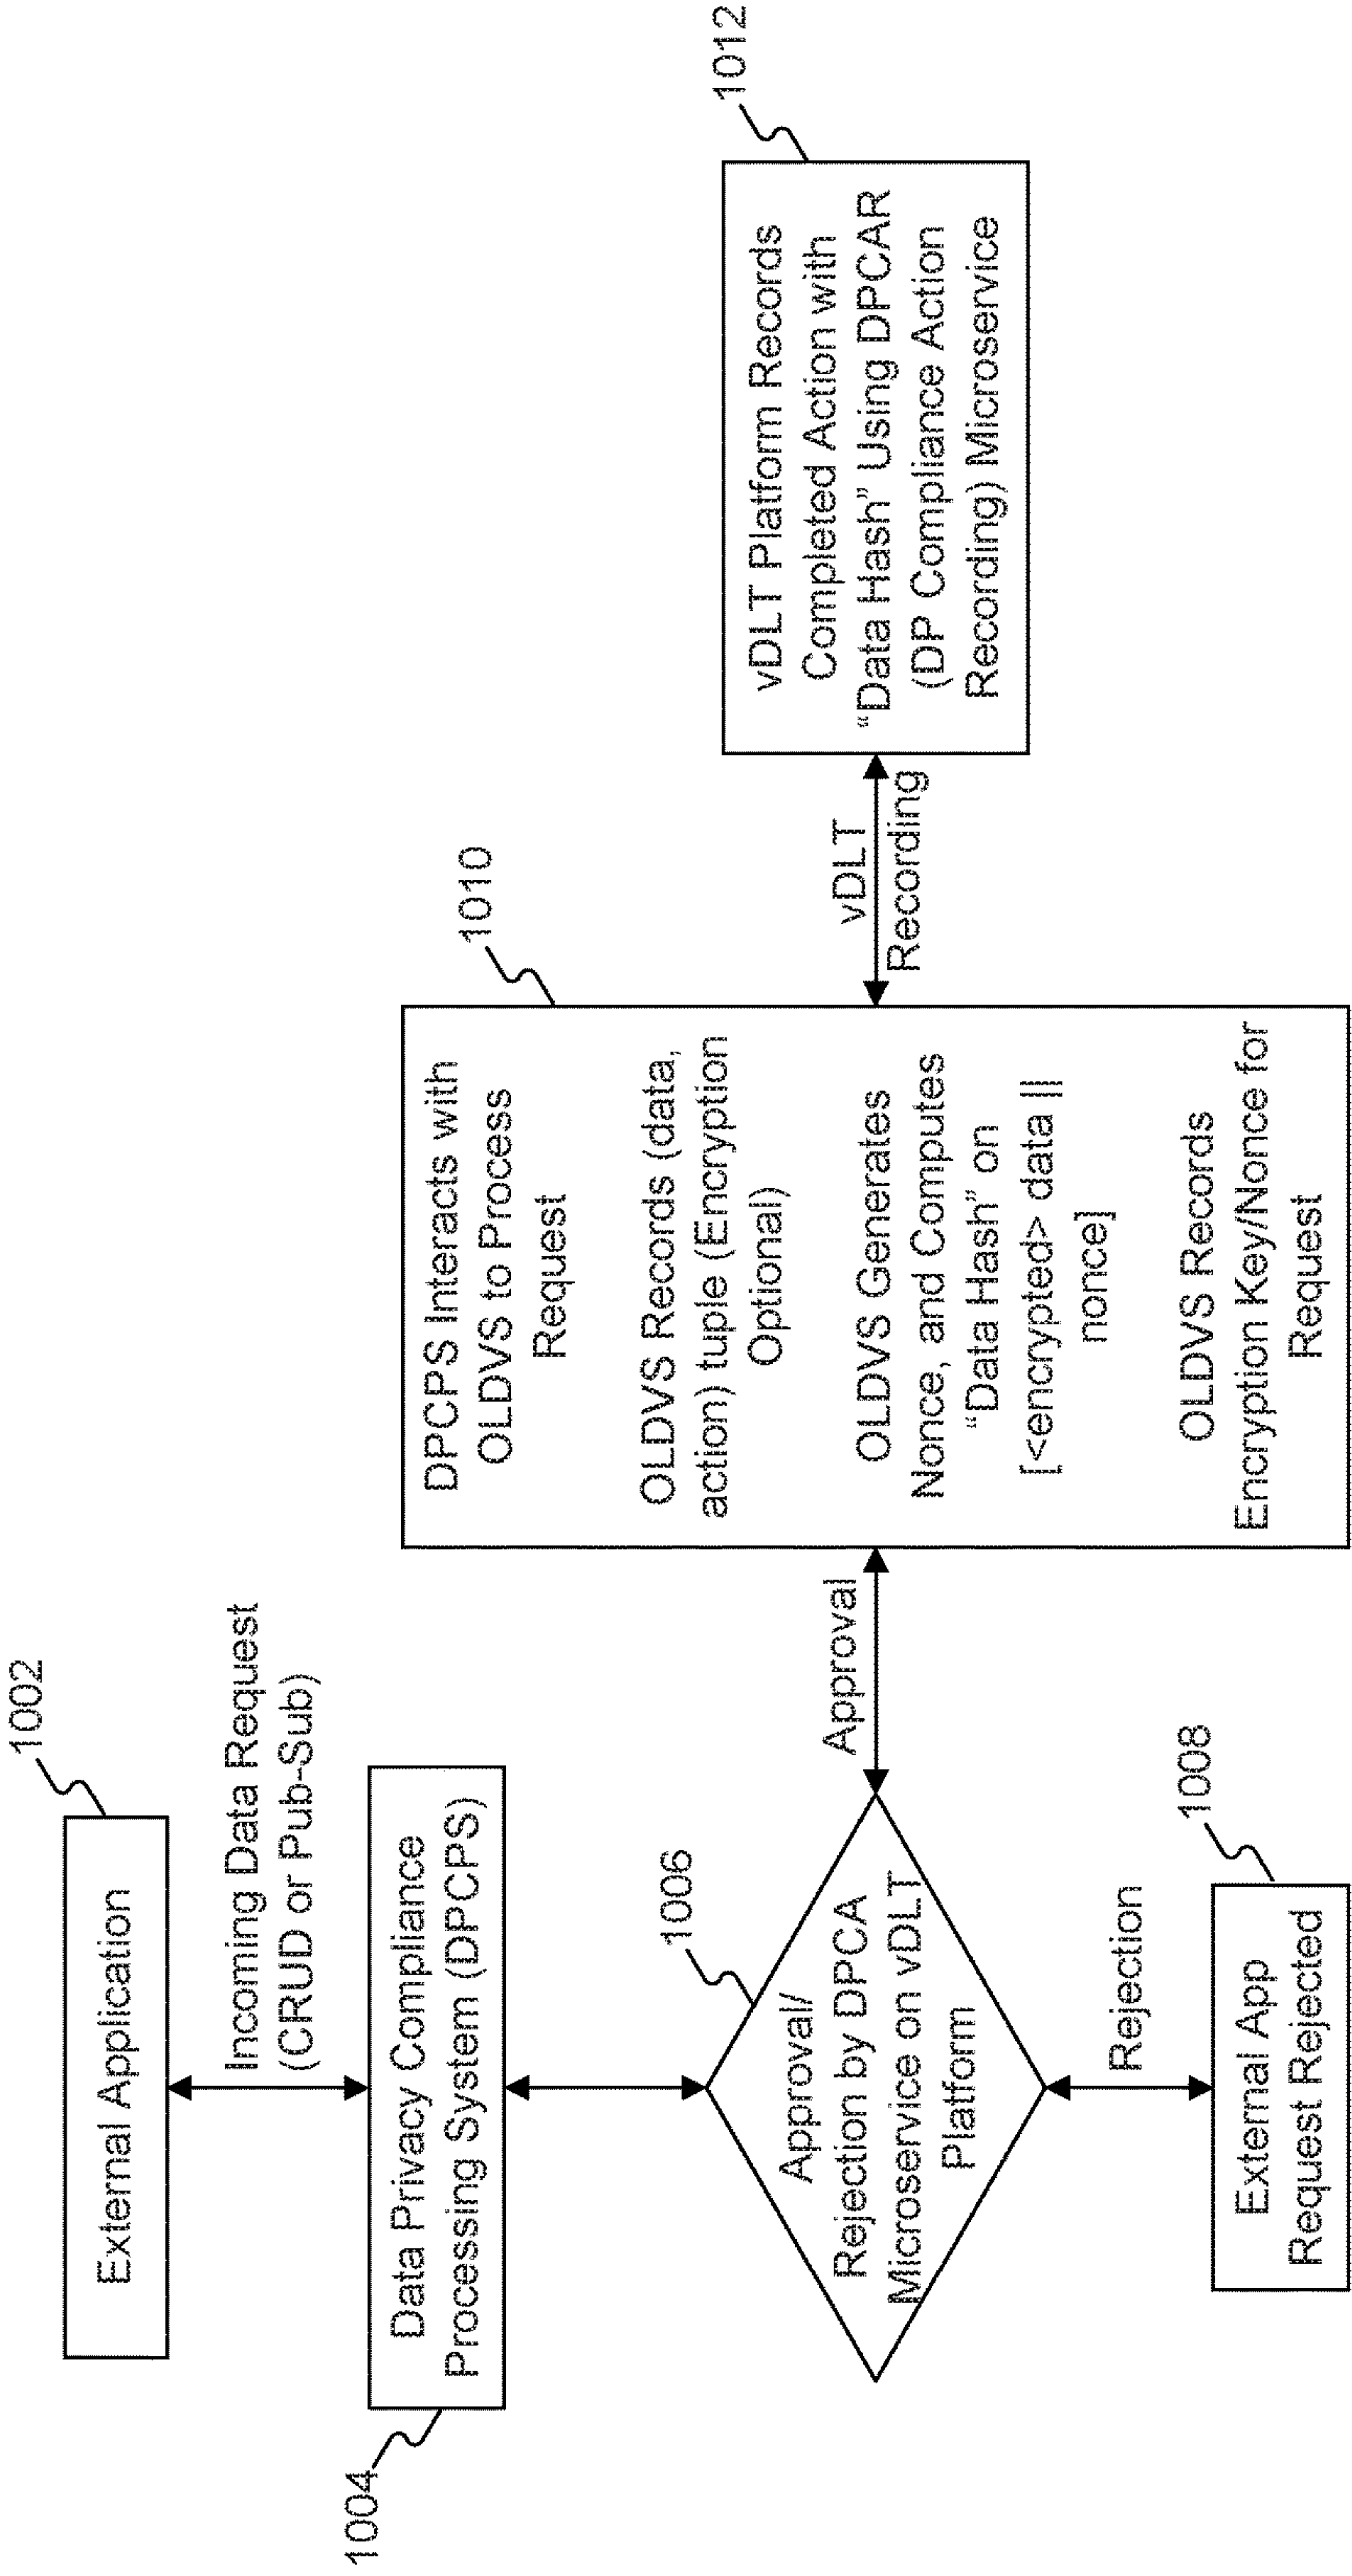 1002
External Application
Incoming Data Request
(CRUD or Pub-Sub)
1004
Data Privacy Compliance
Processing System (DPCPS)
1006
Approval/
Rejection by DPCA
Microservice on vDLT
Platform
Rejection
1008
External App
Request Rejected
Approval
1010
DPCPS Interacts with
OLDVS to Process
Request
OLDVS Records (data,
action) tuple (Encryption
Optional)
OLDVS Generates
Nonce, and Computes
“Data Hash” on
[<encrypted> data ||
nonce]
OLDVS Records
Encryption Key/Nonce for
Request
vDLT
Recording
1012
vDLT Platform Records
Completed Action with
“Data Hash” Using DPCAR
(DP Compliance Action
Recording) Microservice